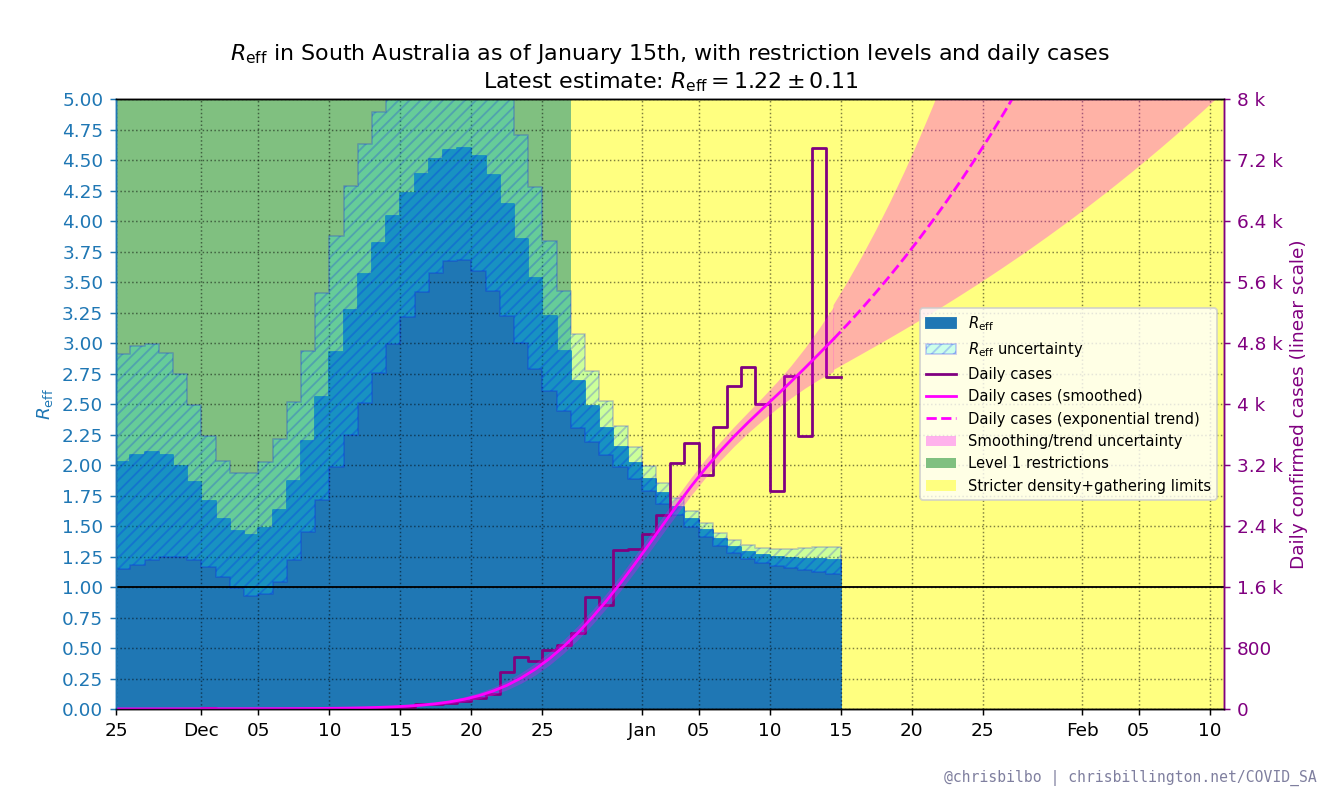 R_eff in South Australia as of January 15th, with restriction levels and daily cases
Latest estimate: R_eff = 1.22 ± 0.11
5.00
4.75
4.50
4.25
4.00
3.75
3.50
3.25
3.00
2.75
2.50
2.25
2.00
1.75
1.50
1.25
1.00
0.75
0.50
0.25
0.00
R_eff
8 k
7.2 k
6.4 k
5.6 k
4.8 k
4 k
3.2 k
2.4 k
1.6 k
800
0
Daily confirmed cases (linear scale)
R_eff
R_eff uncertainty
Daily cases
Daily cases (smoothed)
Daily cases (exponential trend)
Smoothing/trend uncertainty
Level 1 restrictions
Stricter density+gathering limits
25 Dec 05 10 15 20 25 Jan 05 10 15 20 25 Feb 05 10
@chrisbilbo | chrisbillington.net/COVID_SA